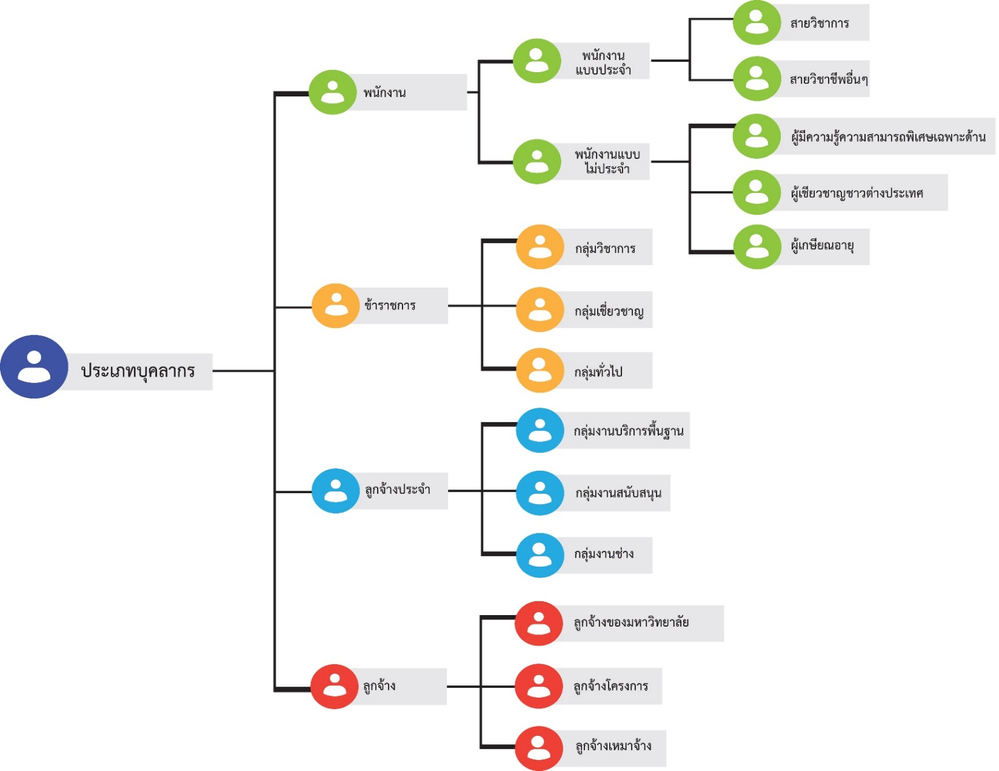 ประเภทบุคลากร
พนักงาน
พนักงาน
แบบประจำ
สายวิชาการ
สายวิชาชีพอื่นๆ
พนักงานแบบ
ไม่ประจำ
ผู้มีความรู้ความสามารถพิเศษเฉพาะด้าน
ผู้เชียวชาญชาวต่างประเทศ
ผู้เกษียณอายุ
ข้าราชการ
กลุ่มวิชาการ
กลุ่มเชี่ยวชาญ
กลุ่มทั่วไป
ลูกจ้างประจำ
กลุ่มงานบริการพื้นฐาน
กลุ่มงานสนับสนุน
กลุ่มงานช่าง
ลูกจ้าง
ลูกจ้างของมหาวิทยาลัย
ลูกจ้างโครงการ
ลูกจ้างเหมาจ้าง